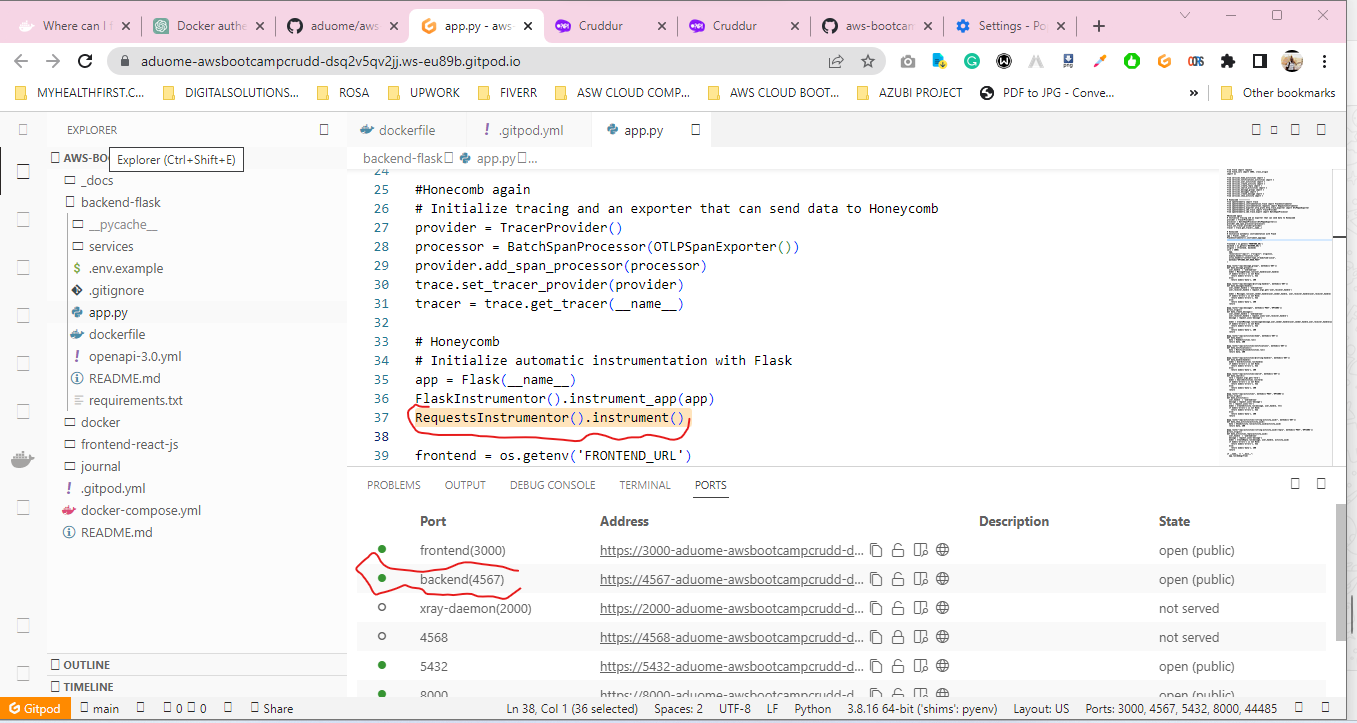 Where can I
Docker authe
aduome/aws
app.py - aws-
Cruddur
Cruddur
aws-bootcam
Settings - Po
aduome-awsbootcampcrudd-dsq2v5qv2jj.ws-eu89b.gitpod.io
MYHEALTHFIRST.C...
DIGITALSOLUTIONS...
ROSA
UPWORK
FIVERR
ASW CLOUD COMP...
AWS CLOUD BOOT...
AZUBI PROJECT
PDF to JPG - Conve...
»
Other bookmarks
EXPLORER
AWS-BO
Explorer (Ctrl+Shift+E)
_docs
backend-flask
__pycache__
services
$ .env.example
.gitignore
app.py
dockerfile
! openapi-3.0.yml
README.md
requirements.txt
docker
frontend-react-js
journal
! .gitpod.yml
docker-compose.yml
README.md
OUTLINE
TIMELINE
dockerfile
! .gitpod.yml
app.py
backend-flask app.py ...
24
25 #Honecomb again
26 # Initialize tracing and an exporter that can send data to Honeycomb
27 provider = TracerProvider()
28 processor = BatchSpanProcessor(OTLPSpanExporter())
29 provider.add_span_processor(processor)
30 trace.set_tracer_provider(provider)
31 tracer = trace.get_tracer(__name__)
32
33 # Honeycomb
34 # Initialize automatic instrumentation with Flask
35 app = Flask(__name__)
36 FlaskInstrumentor().instrument_app(app)
37 RequestsInstrumentor().instrument()
38
39 frontend = os.getenv('FRONTEND_URL')
PROBLEMS OUTPUT DEBUG CONSOLE TERMINAL PORTS
Port Address Description State
frontend(3000) https://3000-aduome-awsbootcampcrudd-d... open (public)
backend(4567) https://4567-aduome-awsbootcampcrudd-d... open (public)
xray-daemon(2000) https://2000-aduome-awsbootcampcrudd-d... not served
4568 https://4568-aduome-awsbootcampcrudd-d... not served
5432 https://5432-aduome-awsbootcampcrudd-d... open (public)
8000 https://8000-aduome-awsbootcampcrudd-d... open (public)
Gitpod main 0 0 Share Ln 38, Col 1 (36 selected) Spaces: 2 UTF-8 LF Python 3.8.16 64-bit ('shims': pyenv) Layout: US Ports: 3000, 4567, 5432, 8000, 44485